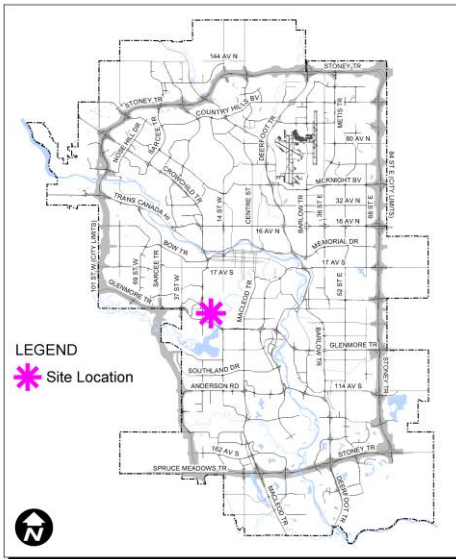 144 AV N
STONEY TR
STONEY TR
COUNTRY HILLS BV
NOSE HILL DR
SARCEE TR
DEERFOOT TR
METIS TR
80 AV N
CROWCHILD TR
MCKNIGHT BV
84 ST E (CITY LIMITS)
14 ST W
CENTRE ST
BARLOW TR
36 ST E
32 AV N
68 ST E
TRANS CANADA HI
16 AV N
16 AV N
101 ST W (CITY LIMITS)
BOW TR
MEMORIAL DR
69 ST W
SARCEE TR
37 ST W
17 AV S
17 AV S
MACLEOD TR
52 ST E
GLENMORE TR
BARLOW TR
GLENMORE TR
LEGEND
Site Location
SOUTHLAND DR
ANDERSON RD
114 AV S
STONEY TR
162 AV S
STONEY TR
SPRUCE MEADOWS TR
MACLEOD TR
DEERFOOT TR
N